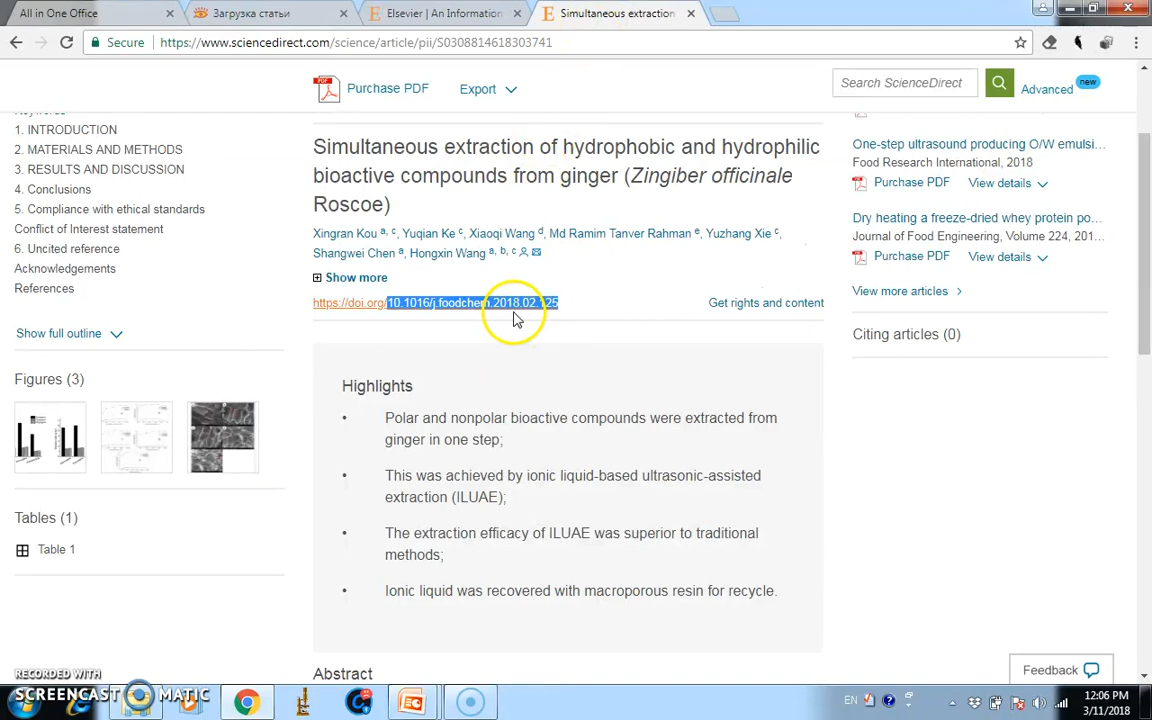 All in One Office
Загрузка статьи
Elsevier | An Information
Simultaneous extraction
Secure
https://www.sciencedirect.com/science/article/pii/S0308814618303741
Purchase PDF
Export
Search ScienceDirect
Advanced
new
1. INTRODUCTION
2. MATERIALS AND METHODS
3. RESULTS AND DISCUSSION
4. Conclusions
5. Compliance with ethical standards
Conflict of Interest statement
6. Uncited reference
Acknowledgements
References
Show full outline
Figures (3)
Tables (1)
Table 1
Simultaneous extraction of hydrophobic and hydrophilic
bioactive compounds from ginger (Zingiber officinale
Roscoe)
Xingran Kou a, c, Yuqian Ke c, Xiaoqi Wang d, Md Ramim Tanver Rahman e, Yuzhang Xie c,
Shangwei Chen a, Hongxin Wang a, b, c
Show more
https://doi.org/10.1016/j.foodchem.2018.02.125
Get rights and content
Highlights
• Polar and nonpolar bioactive compounds were extracted from
ginger in one step;
• This was achieved by ionic liquid-based ultrasonic-assisted
extraction (ILUAE);
• The extraction efficacy of ILUAE was superior to traditional
methods;
• Ionic liquid was recovered with macroporous resin for recycle.
Abstract
One-step ultrasound producing O/W emulsi...
Food Research International, 2018
Purchase PDF View details
Dry heating a freeze-dried whey protein po...
Journal of Food Engineering, Volume 224, 201...
Purchase PDF View details
View more articles
Citing articles (0)
Feedback
RECORDED WITH
SCREENCAST MATIC
EN
12:06 PM
3/11/2018